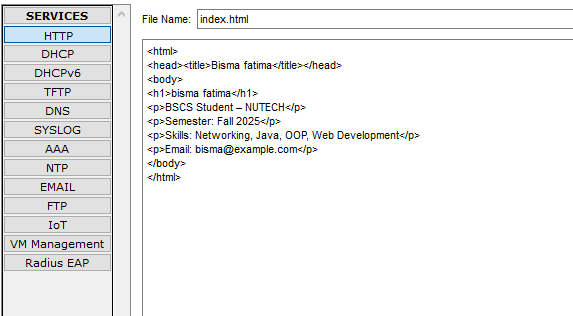 SERVICES
HTTP
DHCP
DHCPv6
TFTP
DNS
SYSLOG
AAA
NTP
EMAIL
FTP
IoT
VM Management
Radius EAP
File Name: index.html
<html>
<head><title>Bisma fatima</title></head>
<body>
<h1>bisma fatima</h1>
<p>BSCS Student – NUTECH</p>
<p>Semester: Fall 2025</p>
<p>Skills: Networking, Java, OOP, Web Development</p>
<p>Email: bisma@example.com</p>
</body>
</html>